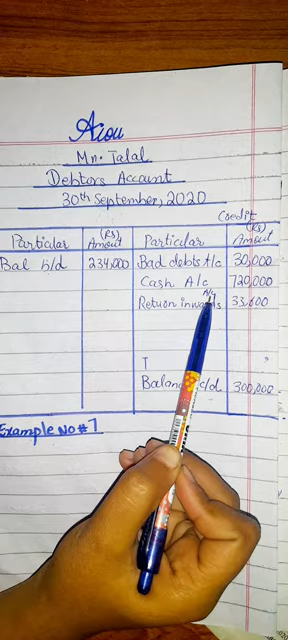 Aiou
Mr. Talal
Debtors Account
30th September, 2020
Credit
Particular (Rs) Amount Particular (Rs) Amount
Bal b/d 234,000 Bad debts A/c 30,000
Cash A/c 720,000
Return inwards A/c 33,600
T
Balance c/d 300,000
Example No # 7